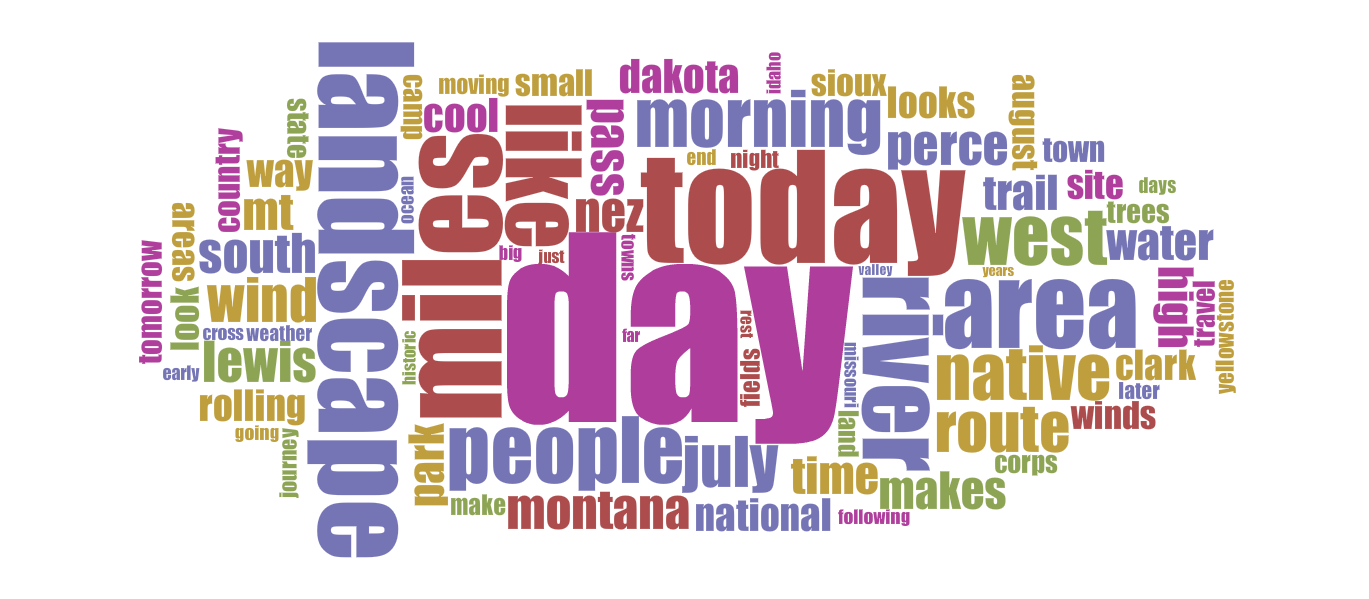 landscape
camp
moving
small
dakota
idaho
sioux
looks
august
cool
like
pass
morning
perce
town
state
country
way
mt
ocean
see
end
night
today
trail
site
days
trees
areas
south
nez
west
water
tomorrow
kool
wind
big
just
towns
valley
years
high
travel
yellowstone
cross
weather
early
lewis
historic
miles
day
far
rest
fields
missouri
river
area
native
clark
later
rolling
going
journey
park
people
july
land
time
route
winds
corps
make
montana
national
makes
following